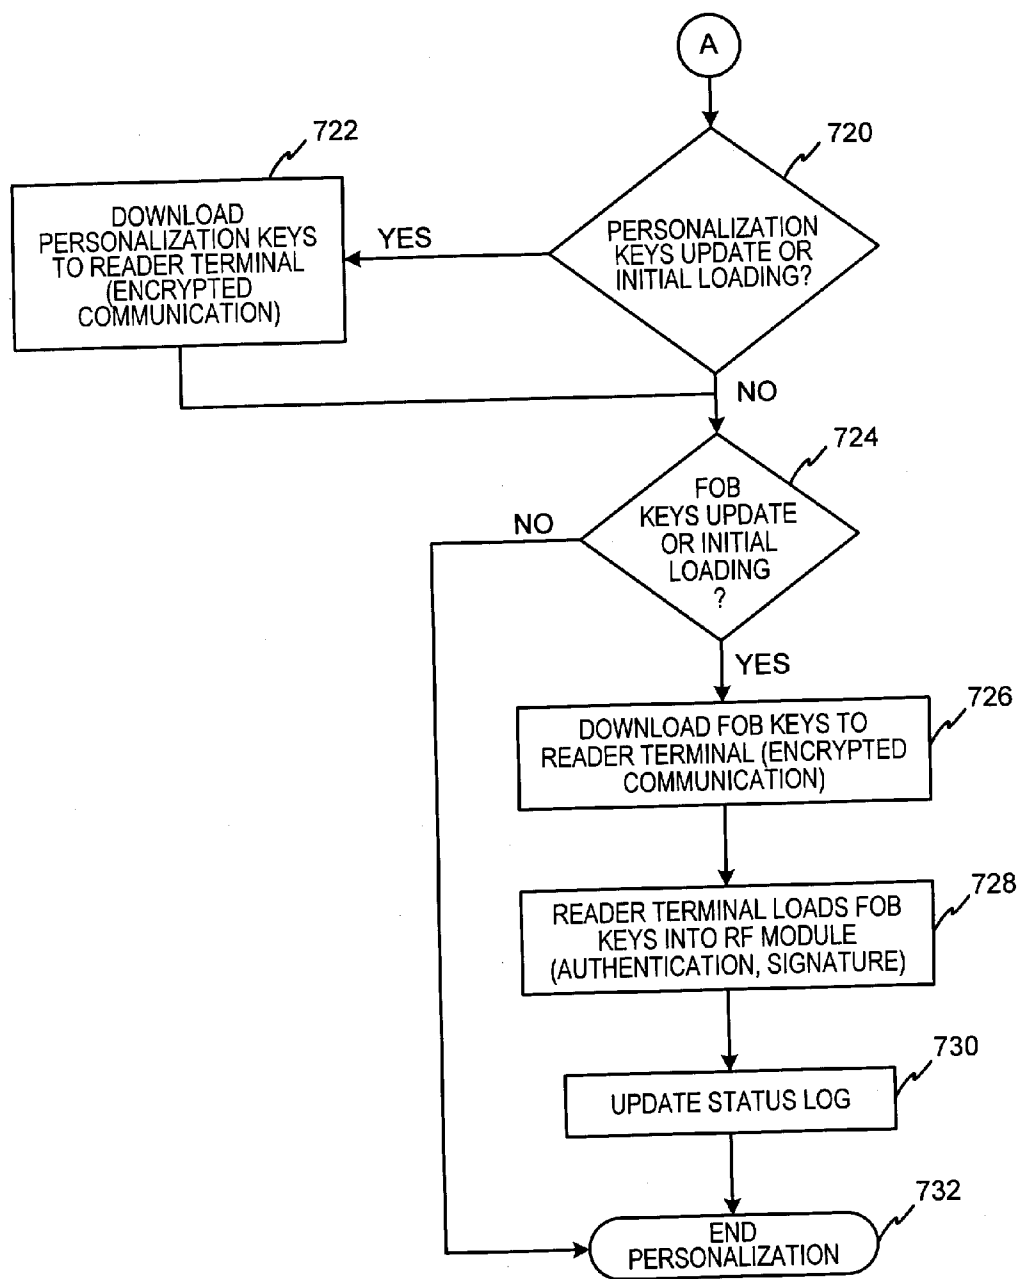 A
722
720
DOWNLOAD
PERSONALIZATION KEYS
TO READER TERMINAL
(ENCRYPTED
COMMUNICATION)
YES
PERSONALIZATION
KEYS UPDATE OR
INITIAL LOADING?
NO
724
FOB
KEYS UPDATE
OR INITIAL
LOADING
?
NO
YES
726
DOWNLOAD FOB KEYS TO
READER TERMINAL (ENCRYPTED
COMMUNICATION)
728
READER TERMINAL LOADS FOB
KEYS INTO RF MODULE
(AUTHENTICATION, SIGNATURE)
730
UPDATE STATUS LOG
732
END
PERSONALIZATION